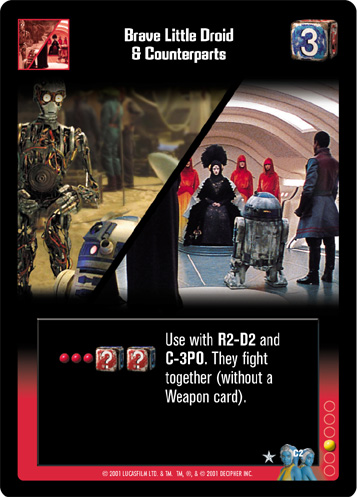 Brave Little Droid
& Counterparts
3
Use with R2-D2 and
C-3PO. They fight
together (without a
Weapon card).
? ?
C2
© 2001 LUCASFILM LTD. & TM. TM, ®, & © 2001 DECIPHER INC.